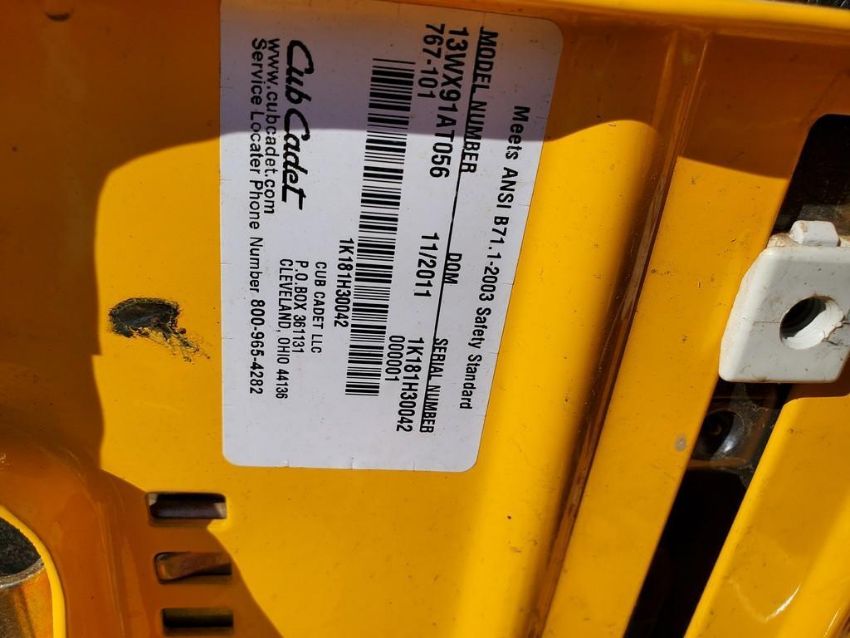 Meets ANSI B71.1-2003 Safety Standard
MODEL NUMBER DOM SERIAL NUMBER
13WX91AT056 11/2011 1K181H30042
767-101 000001
1K181H30042
Cub Cadet
www.cubcadet.com
Service Locater Phone Number 800-965-4282
CUB CADET LLC
P.O.BOX 361131
CLEVELAND, OHIO 44136